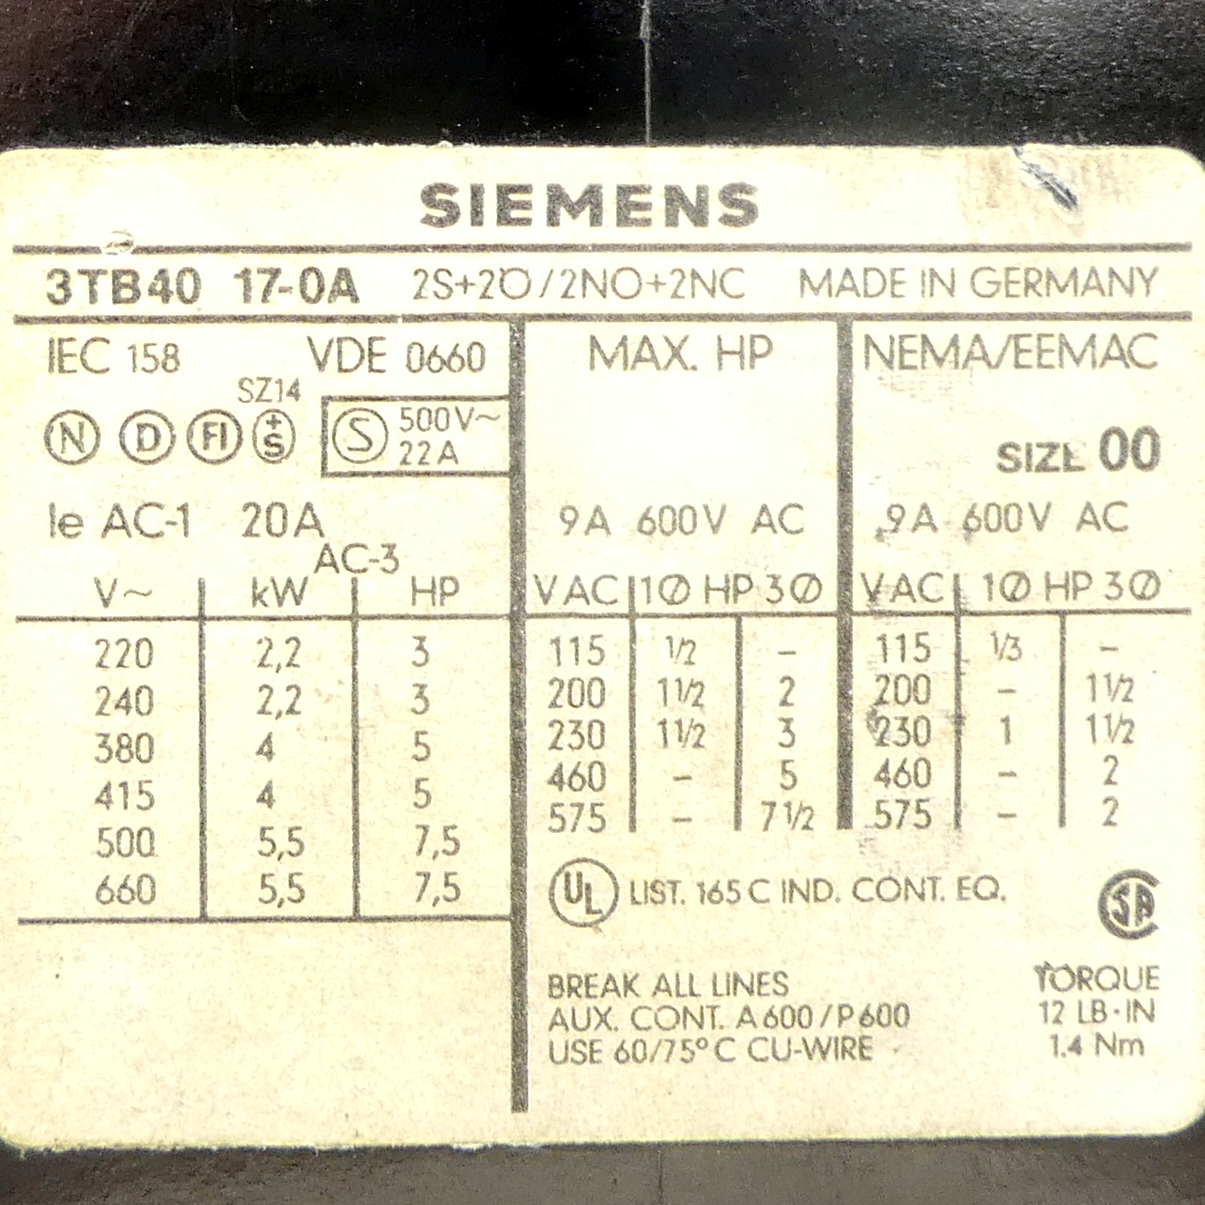 SIEMENS
3TB40 17-0A 2S+2Ö/2NO+2NC MADE IN GERMANY
IEC 158 VDE 0660
SZ14
N D FI +S S 500V~
22A
Ie AC-1 20A
AC-3
V~ kW HP
220 2,2 3
240 2,2 3
380 4 5
415 4 5
500 5,5 7,5
660 5,5 7,5
MAX. HP
9A 600V AC
V AC 1Ø HP 3Ø
115 1/2 –
200 1 1/2 2
230 1 1/2 3
460 – 5
575 – 7 1/2
NEMA/EEMAC
SIZE 00
9A 600V AC
V AC 1Ø HP 3Ø
115 1/3 –
200 – 1 1/2
230 1 1 1/2
460 – 2
575 – 2
UL LIST. 165 C IND. CONT. EQ. SA
BREAK ALL LINES
AUX. CONT. A600/P600
USE 60/75°C CU-WIRE
TORQUE
12 LB·IN
1.4 Nm